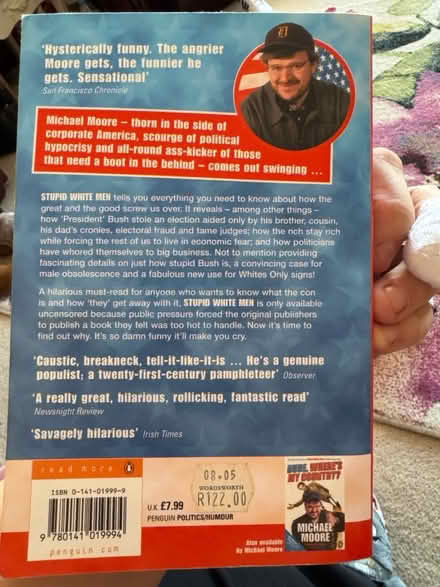 'Hysterically funny. The angrier
Moore gets, the funnier he
gets. Sensational'
San Francisco Chronicle
Michael Moore – thorn in the side of
corporate America, scourge of political
hypocrisy and all-round ass-kicker of those
that need a boot in the behind – comes out swinging ...
STUPID WHITE MEN tells you everything you need to know about how the
great and the good screw us over. It reveals – among other things –
how 'President' Bush stole an election aided only by his brother, cousin,
his dad's cronies, electoral fraud and tame judges; how the rich stay rich
while forcing the rest of us to live in economic fear; and how politicians
have whored themselves to big business. Not to mention providing
fascinating details on just how stupid Bush is, a convincing case for
male obsolescence and a fabulous new use for Whites Only signs!
A hilarious must-read for anyone who wants to know what the con
is and how 'they' get away with it, STUPID WHITE MEN is only available
uncensored because public pressure forced the original publishers
to publish a book they felt was too hot to handle. Now it's time to
find out why. It's so damn funny it'll make you cry.
'Caustic, breakneck, tell-it-like-it-is ... He's a genuine
populist; a twenty-first-century pamphleteer' Observer
'A really great, hilarious, rollicking, fantastic read'
Newsnight Review
'Savagely hilarious' Irish Times
read more
ISBN 0-141-01999-9
9 780141 019994
penguin.com
08.05
WORDSWORTH
R122.00
U.K. £7.99
PENGUIN POLITICS/HUMOUR
DUDE, WHERE'S
MY COUNTRY?
MICHAEL
MOORE
Also available
by Michael Moore